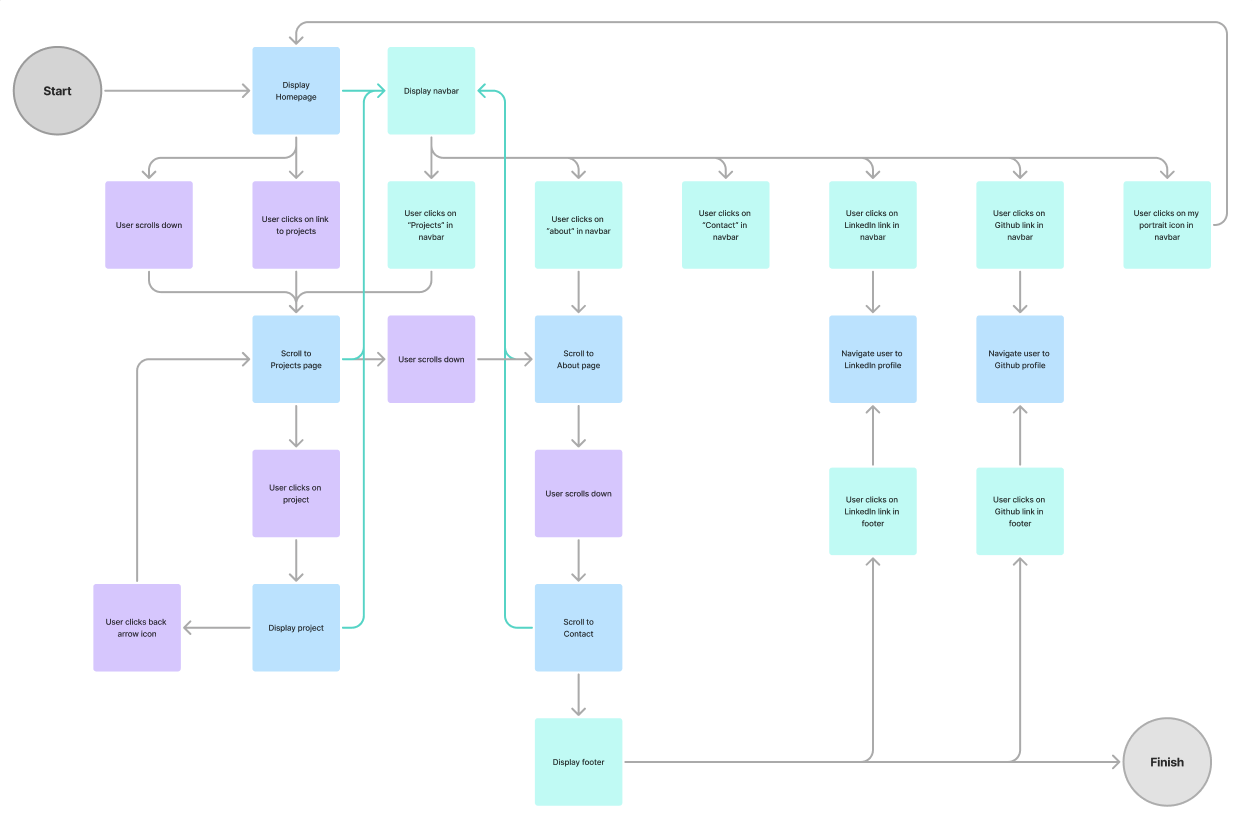 Start
Display
Homepage
Display navbar
User scrolls down
User clicks on link
to projects
User clicks on
“Projects” in
navbar
User clicks on
“about” in navbar
User clicks on
“Contact” in
navbar
User clicks on
LinkedIn link in
navbar
User clicks on
Github link in
navbar
User clicks on my
portrait icon in
navbar
Scroll to
Projects page
User scrolls down
Scroll to
About page
Navigate user to
LinkedIn profile
Navigate user to
Github profile
User clicks on
project
User scrolls down
User clicks on
LinkedIn link in
footer
User clicks on
Github link in
footer
User clicks back
arrow icon
Display project
Scroll to
Contact
Display footer
Finish